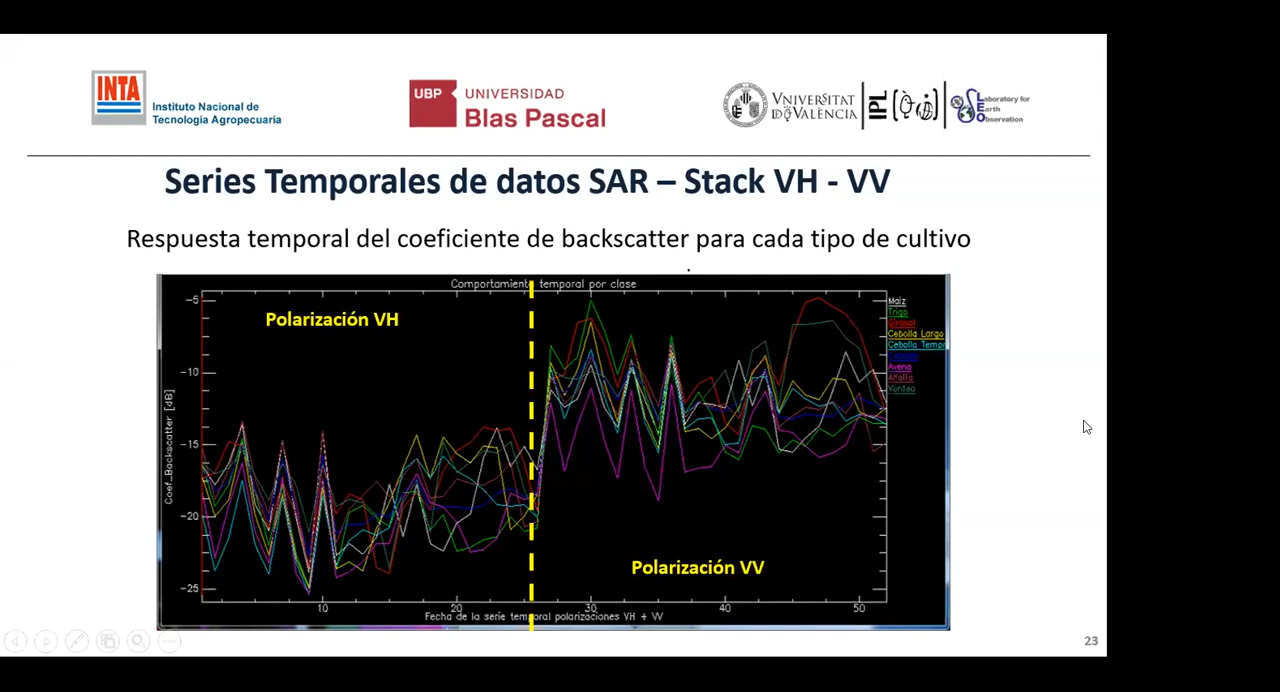 INTA
Instituto Nacional de
Tecnología Agropecuaria
UBP
UNIVERSIDAD
Blas Pascal
VNIVERSITAT
DE VALÈNCIA
IPL
LEO
Laboratory for
Earth
Observation
Series Temporales de datos SAR – Stack VH - VV
Respuesta temporal del coeficiente de backscatter para cada tipo de cultivo
Comportamiento temporal por clase
Polarización VH
Polarización VV
Coef_Backscatter [dB]
-5
-10
-15
-20
-25
Maíz
Trigo
Cebolla Largo
Cebolla Tempr
Avena
Alfalfa
Verdeo
10
20
30
40
50
Fecha de la serie temporal polarizaciones VH + VV
23